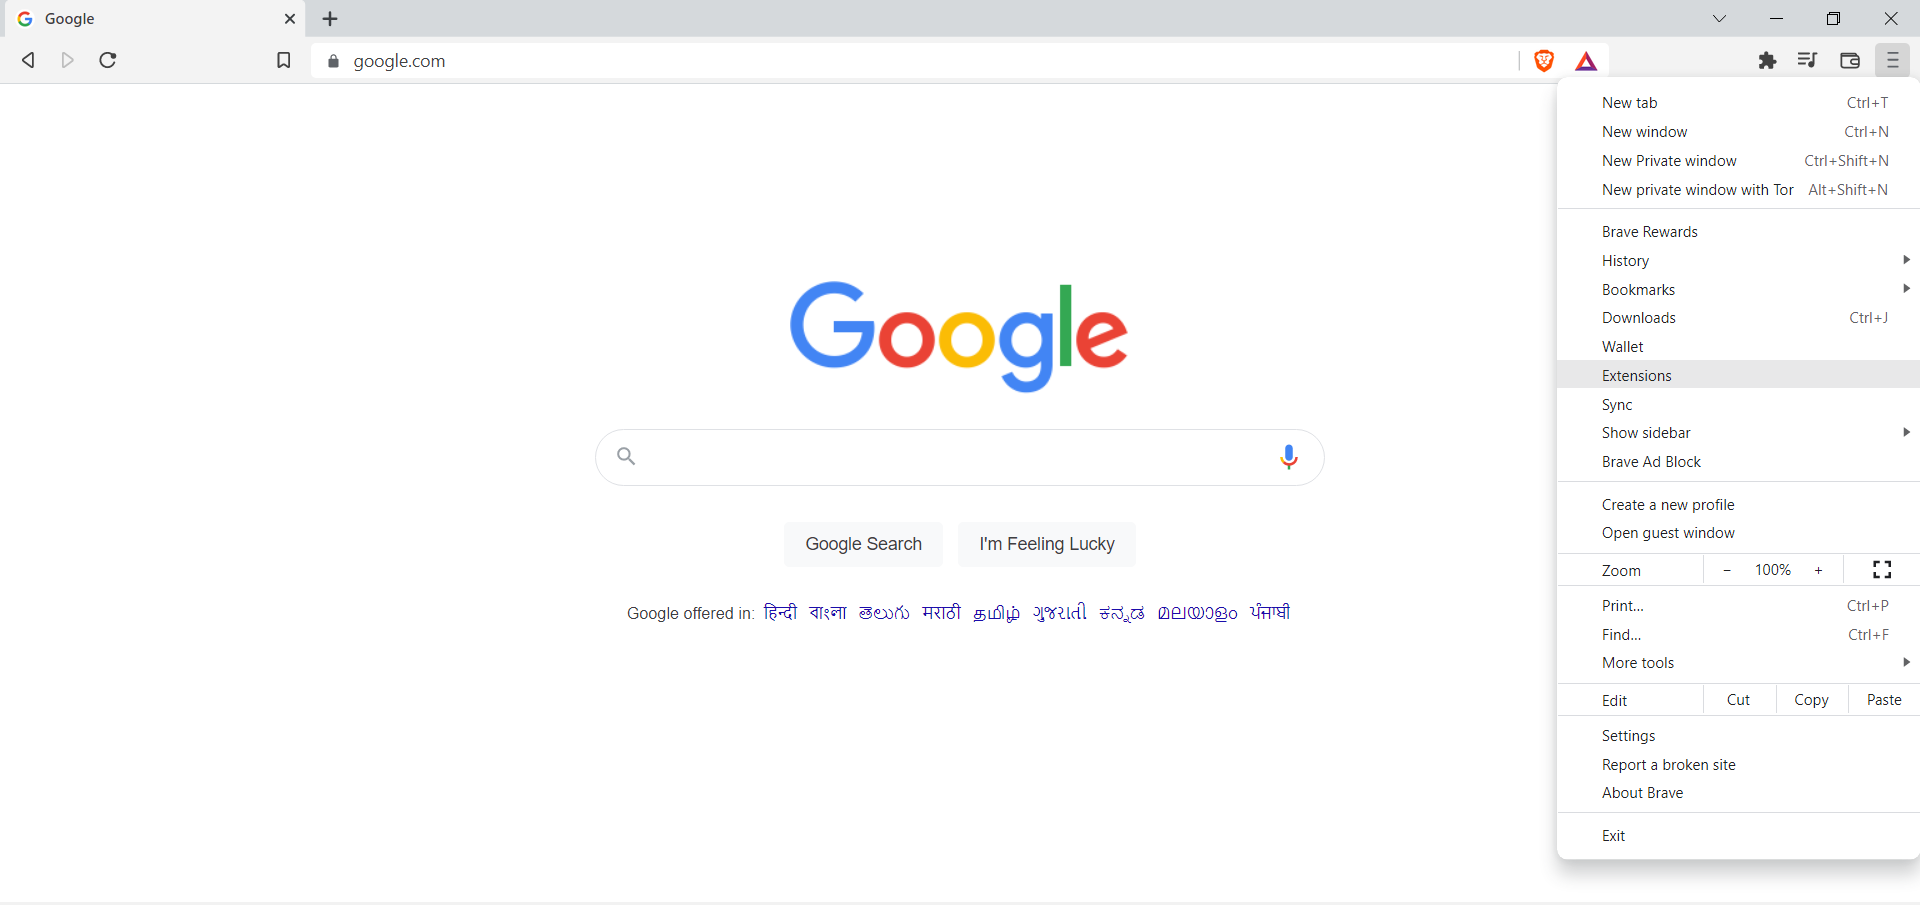 Google
google.com
New tab Ctrl+T
New window Ctrl+N
New Private window Ctrl+Shift+N
New private window with Tor Alt+Shift+N
Brave Rewards
History
Bookmarks
Downloads Ctrl+J
Wallet
Extensions
Sync
Show sidebar
Brave Ad Block
Create a new profile
Open guest window
Zoom - 100% +
Print... Ctrl+P
Find... Ctrl+F
More tools
Edit Cut Copy Paste
Settings
Report a broken site
About Brave
Exit
Google
Google Search I'm Feeling Lucky
Google offered in: हिन्दी বাংলা తెలుగు मराठी தமிழ் ગુજરાતી ಕನ್ನಡ മലയാളം ਪੰਜਾਬੀ